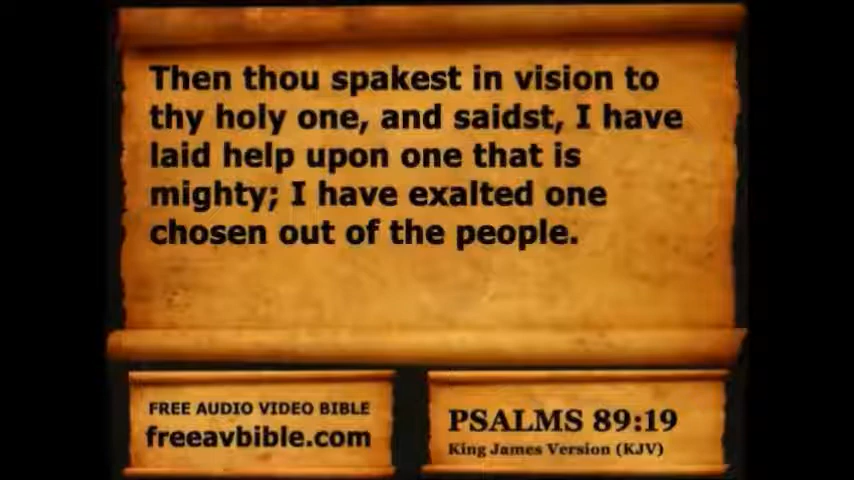 Then thou spakest in vision to
thy holy one, and saidst, I have
laid help upon one that is
mighty; I have exalted one
chosen out of the people.
FREE AUDIO VIDEO BIBLE
freeavbible.com
PSALMS 89:19
King James Version (KJV)